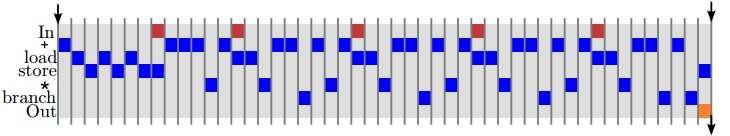 In
+
load
store
*
branch
Out